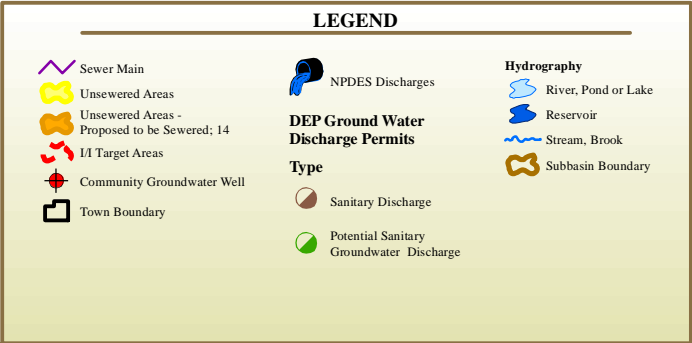 LEGEND
Sewer Main
Unsewered Areas
Unsewered Areas -
Proposed to be Sewered; 14
I/I Target Areas
Community Groundwater Well
Town Boundary
NPDES Discharges
DEP Ground Water
Discharge Permits
Type
Sanitary Discharge
Potential Sanitary
Groundwater Discharge
Hydrography
River, Pond or Lake
Reservoir
Stream, Brook
Subbasin Boundary